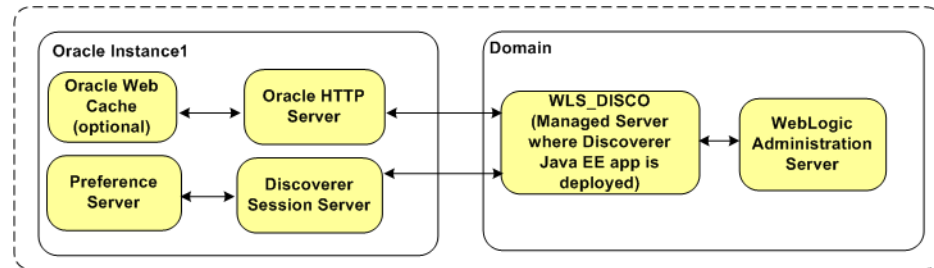 Oracle Instance1
Oracle Web
Cache
(optional)
Oracle HTTP
Server
Preference
Server
Discoverer
Session Server
Domain
WLS_DISCO
(Managed Server
where Discoverer
Java EE app is
deployed)
WebLogic
Administration
Server